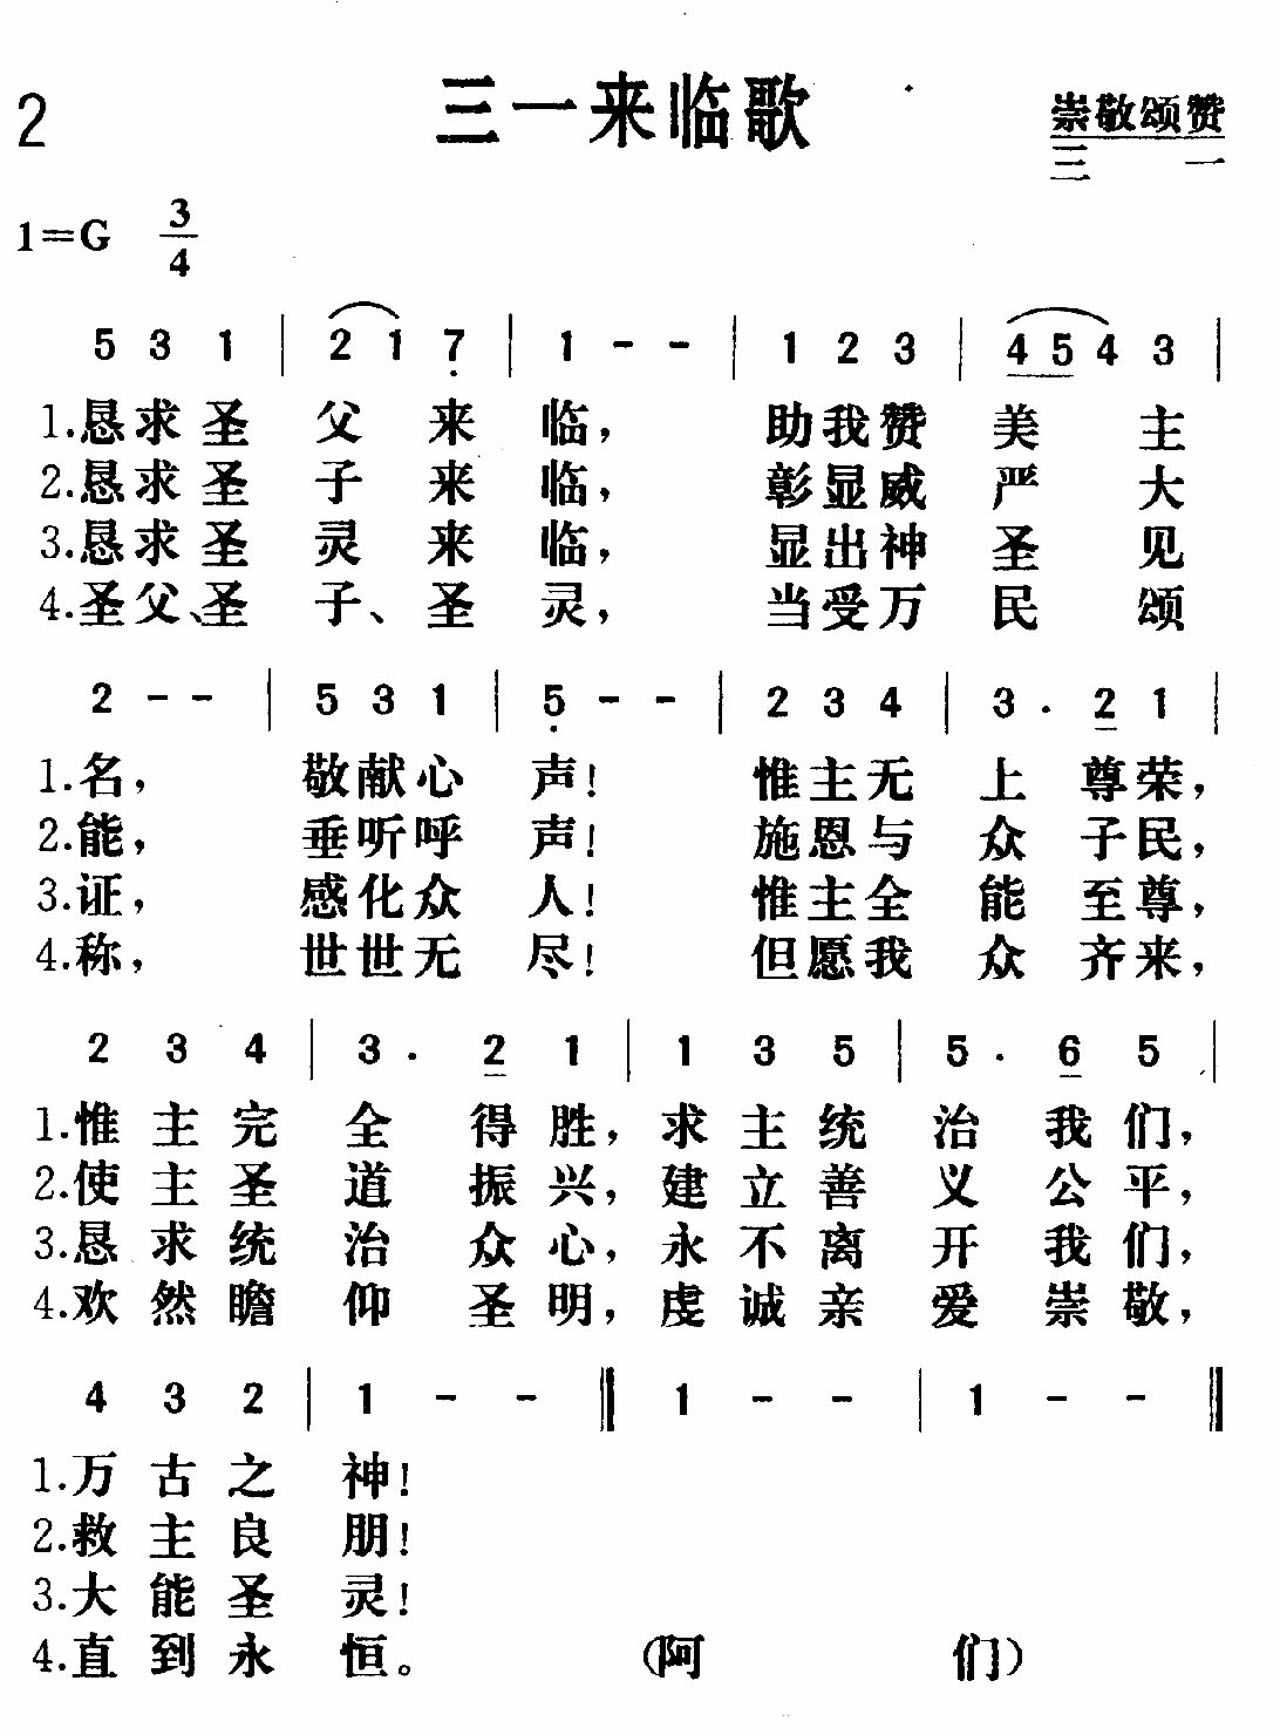 2 三一来临歌 崇敬颂赞
三 一
1=G 3/4
5 3 1 | 2 1 7̣ | 1 - - | 1 2 3 | 4 5 4 3 |
1.恳求圣 父 来 临, 助我赞 美 主
2.恳求圣 子 来 临, 彰显威 严 大
3.恳求圣 灵 来 临, 显出神 圣 见
4.圣父、圣 子、圣 灵, 当受万 民 颂
2 - - | 5 3 1 | 5̣ - - | 2 3 4 | 3 . 2 1 |
1.名, 敬献心 声! 惟主无 上 尊荣,
2.能, 垂听呼 声! 施恩与 众 子民,
3.证, 感化众 人! 惟主全 能 至尊,
4.称, 世世无 尽! 但愿我 众 齐来,
2 3 4 | 3 . 2 1 | 1 3 5 | 5 . 6 5 |
1.惟 主 完 全 得 胜, 求 主 统 治 我 们,
2.使 主 圣 道 振 兴, 建 立 善 义 公 平,
3.恳 求 统 治 众 心, 永 不 离 开 我 们,
4.欢 然 瞻 仰 圣 明, 虔 诚 亲 爱 崇 敬,
4 3 2 | 1 - - ‖ 1 - - | 1 - - ‖
1.万 古 之 神!
2.救 主 良 朋!
3.大 能 圣 灵!
4.直 到 永 恒。 (阿 们)